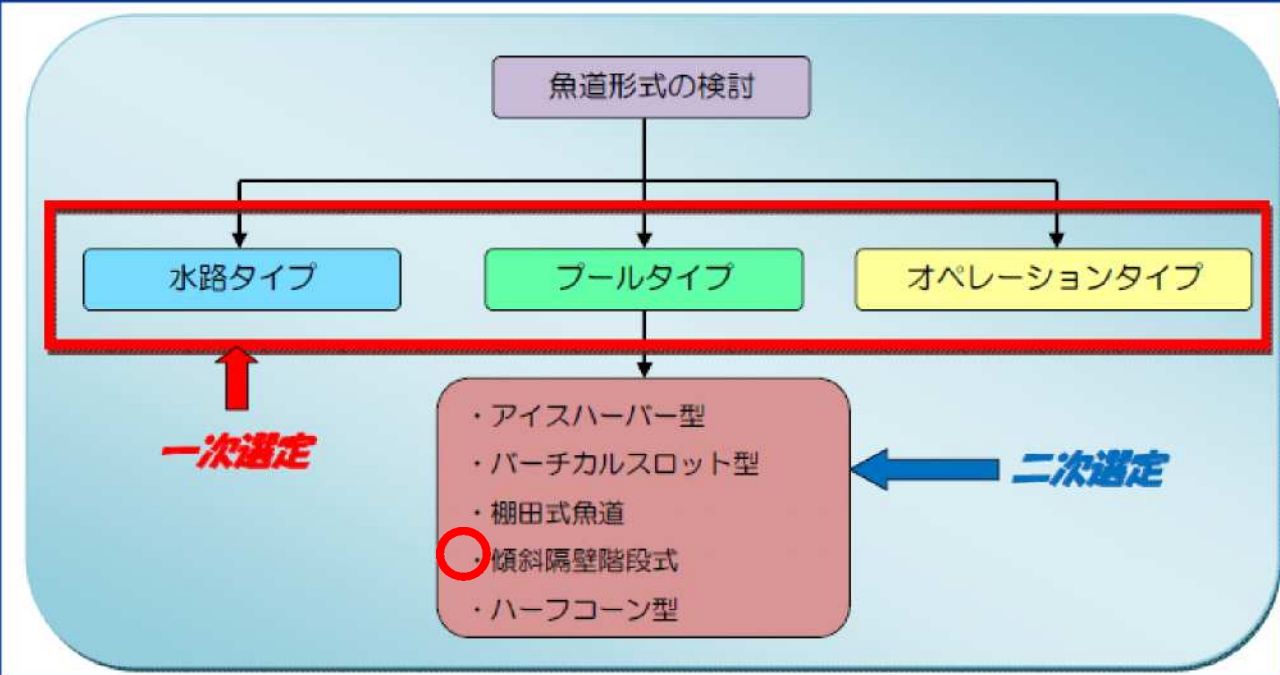 魚道形式の検討
水路タイプ
プールタイプ
オペレーションタイプ
一次選定
・アイスハーバー型
・バーチカルスロット型
・棚田式魚道
・傾斜隔壁階段式
・ハーフコーン型
二次選定